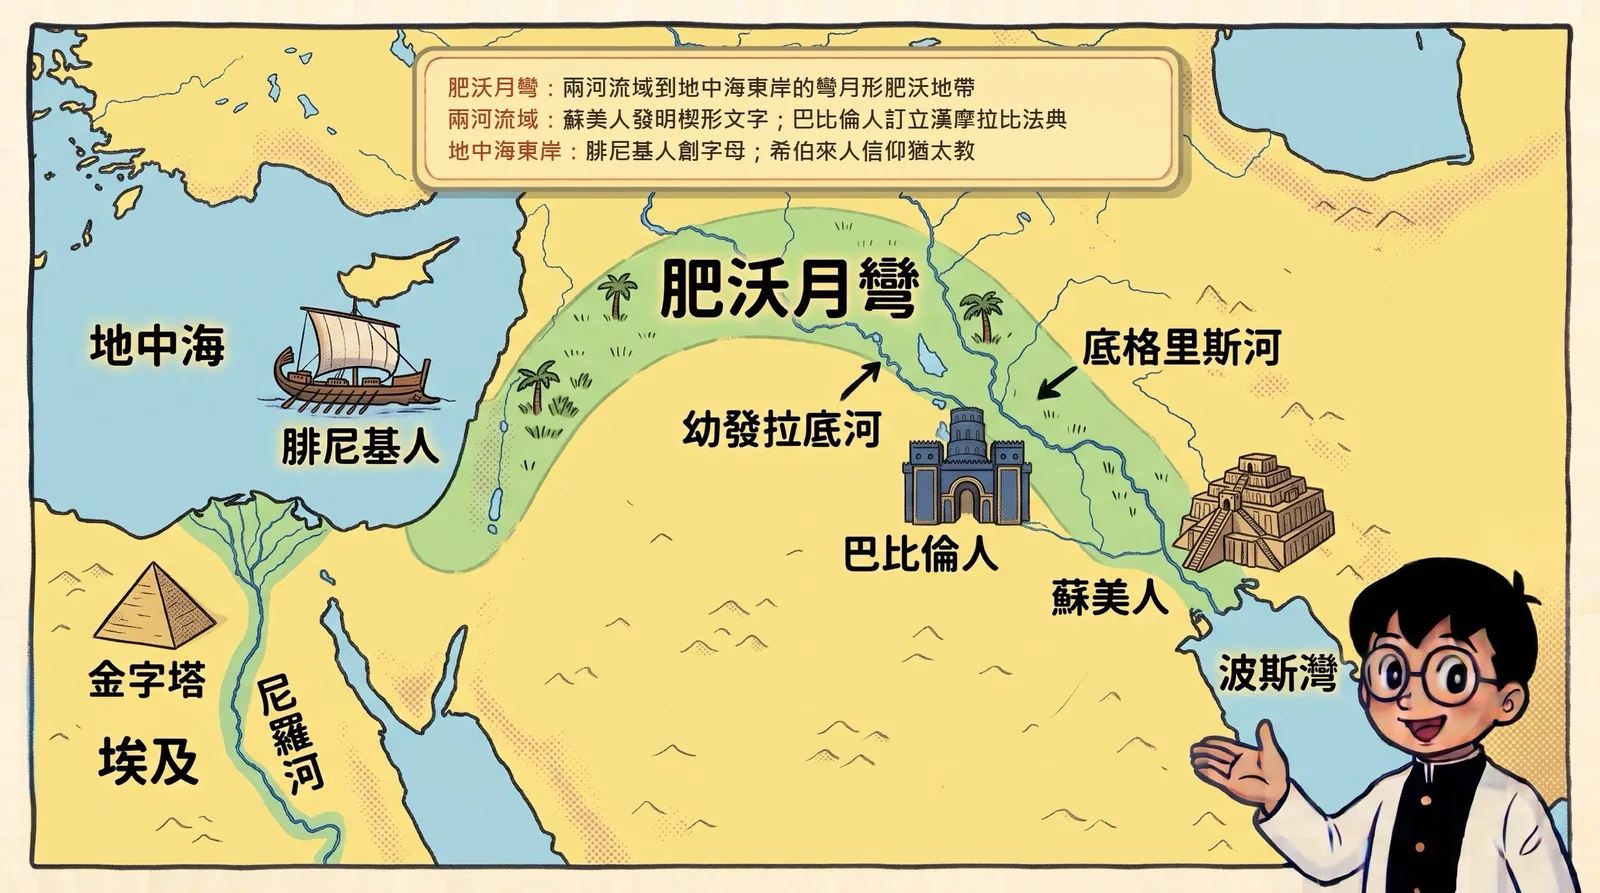 肥沃月彎：兩河流域到地中海東岸的彎月形肥沃地帶
兩河流域：蘇美人發明楔形文字；巴比倫人訂立漢摩拉比法典
地中海東岸：腓尼基人創字母；希伯來人信仰猶太教
肥沃月彎
地中海
底格里斯河
幼發拉底河
腓尼基人
巴比倫人
蘇美人
金字塔
波斯灣
尼羅河
埃及